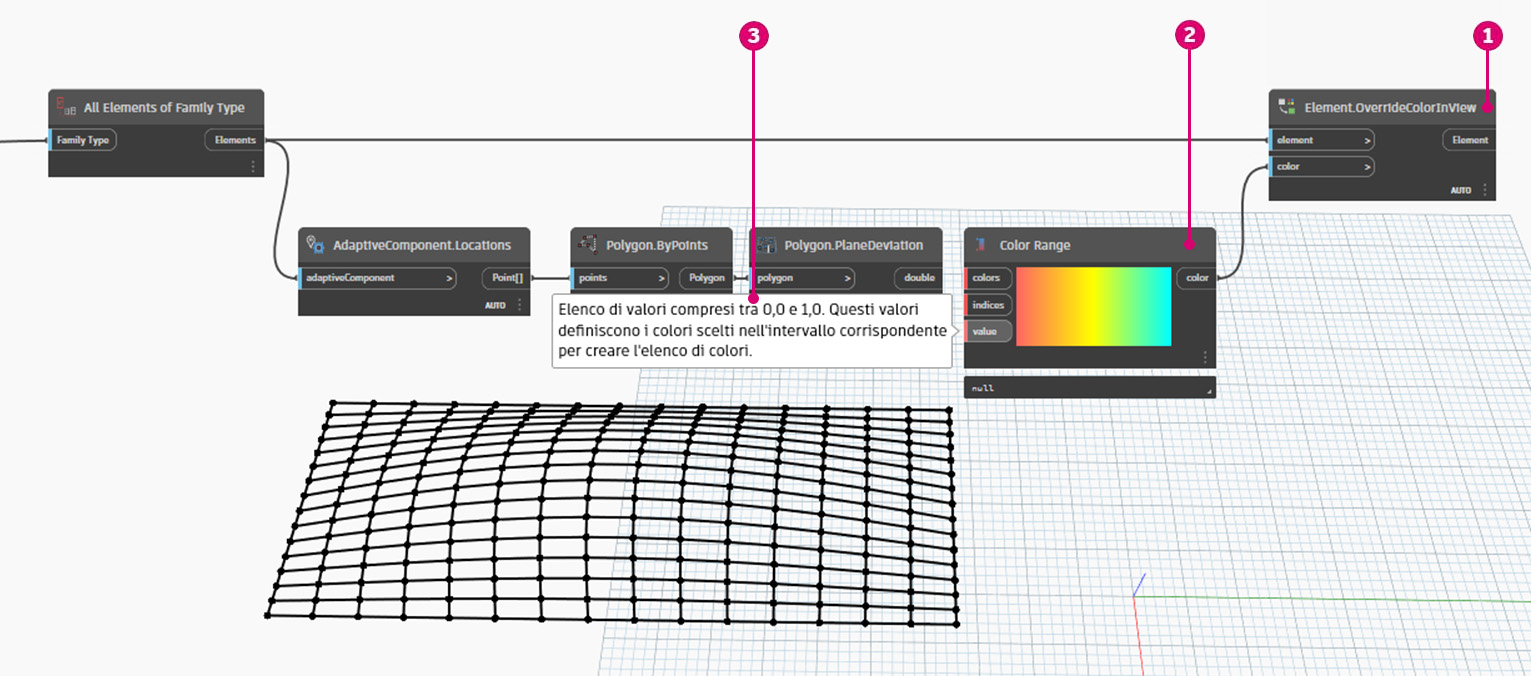 3
2
1
All Elements of Family Type
Family Type
Elements
Element.OverrideColorInView
element >
Element
color >
AUTO
AdaptiveComponent.Locations
adaptiveComponent >
Point[]
AUTO
Polygon.ByPoints
points >
Polygon
Polygon.PlaneDeviation
polygon >
double
Color Range
colors
color
indices
value
null
Elenco di valori compresi tra 0,0 e 1,0. Questi valori
definiscono i colori scelti nell'intervallo corrispondente
per creare l'elenco di colori.